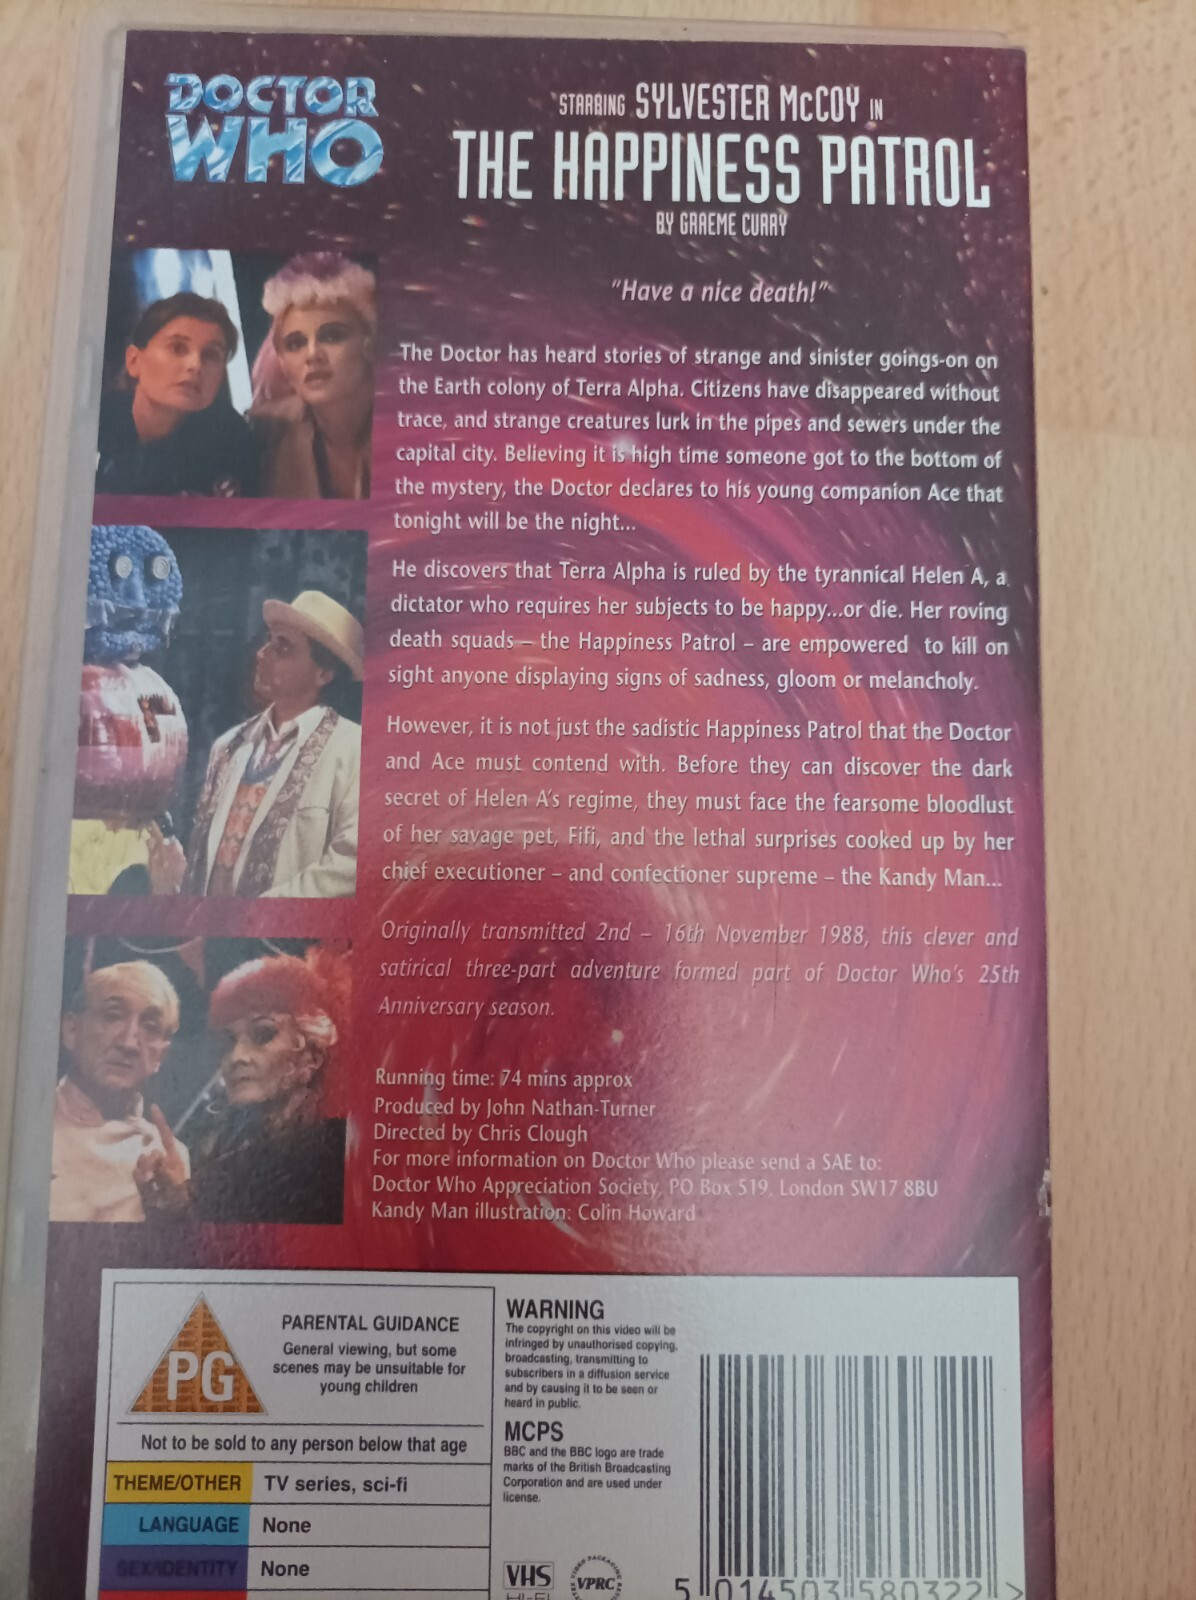 DOCTOR
WHO
STARRING SYLVESTER McCOY IN
THE HAPPINESS PATROL
BY GRAEME CURRY
"Have a nice death!"
The Doctor has heard stories of strange and sinister goings-on on
the Earth colony of Terra Alpha. Citizens have disappeared without
trace, and strange creatures lurk in the pipes and sewers under the
capital city. Believing it is high time someone got to the bottom of
the mystery, the Doctor declares to his young companion Ace that
tonight will be the night...
He discovers that Terra Alpha is ruled by the tyrannical Helen A, a
dictator who requires her subjects to be happy...or die. Her roving
death squads – the Happiness Patrol – are empowered to kill on
sight anyone displaying signs of sadness, gloom or melancholy.
However, it is not just the sadistic Happiness Patrol that the Doctor
and Ace must contend with. Before they can discover the dark
secret of Helen A's regime, they must face the fearsome bloodlust
of her savage pet, Fifi, and the lethal surprises cooked up by her
chief executioner – and confectioner supreme – the Kandy Man...
Originally transmitted 2nd – 16th November 1988, this clever and
satirical three-part adventure formed part of Doctor Who's 25th
Anniversary season.
Running time: 74 mins approx
Produced by John Nathan-Turner
Directed by Chris Clough
For more information on Doctor Who please send a SAE to:
Doctor Who Appreciation Society, PO Box 519, London SW17 8BU
Kandy Man illustration: Colin Howard
PG
PARENTAL GUIDANCE
General viewing, but some
scenes may be unsuitable for
young children
Not to be sold to any person below that age
THEME/OTHER TV series, sci-fi
LANGUAGE None
SEX/IDENTITY None
WARNING
The copyright on this video will be
infringed by unauthorised copying,
broadcasting, transmitting to
subscribers in a diffusion service
and by causing it to be seen or
heard in public.
MCPS
BBC and the BBC logo are trade
marks of the British Broadcasting
Corporation and are used under
license.
VHS
HI-FI
VPRC
5 014503 580322 >